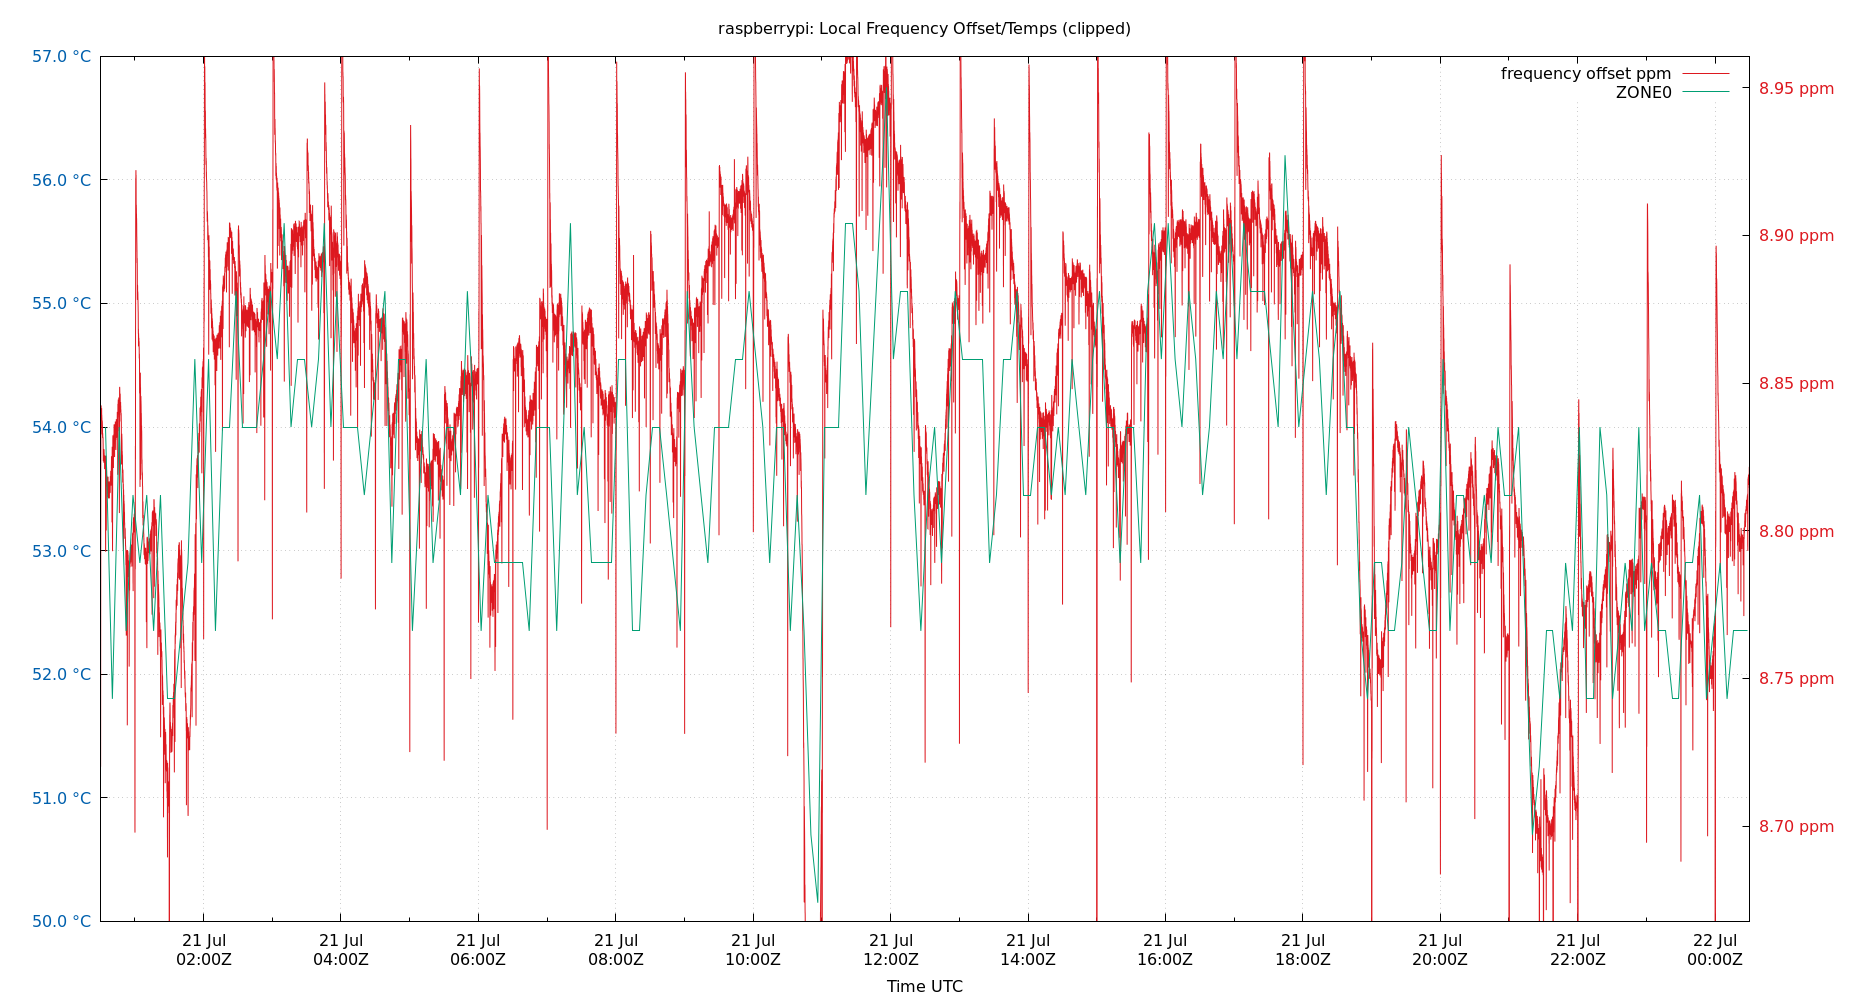 raspberrypi: Local Frequency Offset/Temps (clipped)
57.0 °C
56.0 °C
55.0 °C
54.0 °C
53.0 °C
52.0 °C
51.0 °C
50.0 °C
frequency offset ppm
ZONE0
8.95 ppm
8.90 ppm
8.85 ppm
8.80 ppm
8.75 ppm
8.70 ppm
21 Jul 21 Jul 21 Jul 21 Jul 21 Jul 21 Jul 21 Jul 21 Jul 21 Jul 21 Jul 21 Jul 22 Jul
02:00Z 04:00Z 06:00Z 08:00Z 10:00Z 12:00Z 14:00Z 16:00Z 18:00Z 20:00Z 22:00Z 00:00Z
Time UTC